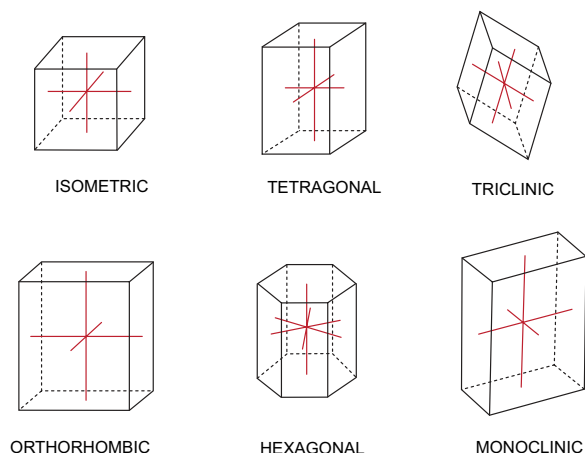 ISOMETRIC
TETRAGONAL
TRICLINIC
ORTHORHOMBIC
HEXAGONAL
MONOCLINIC